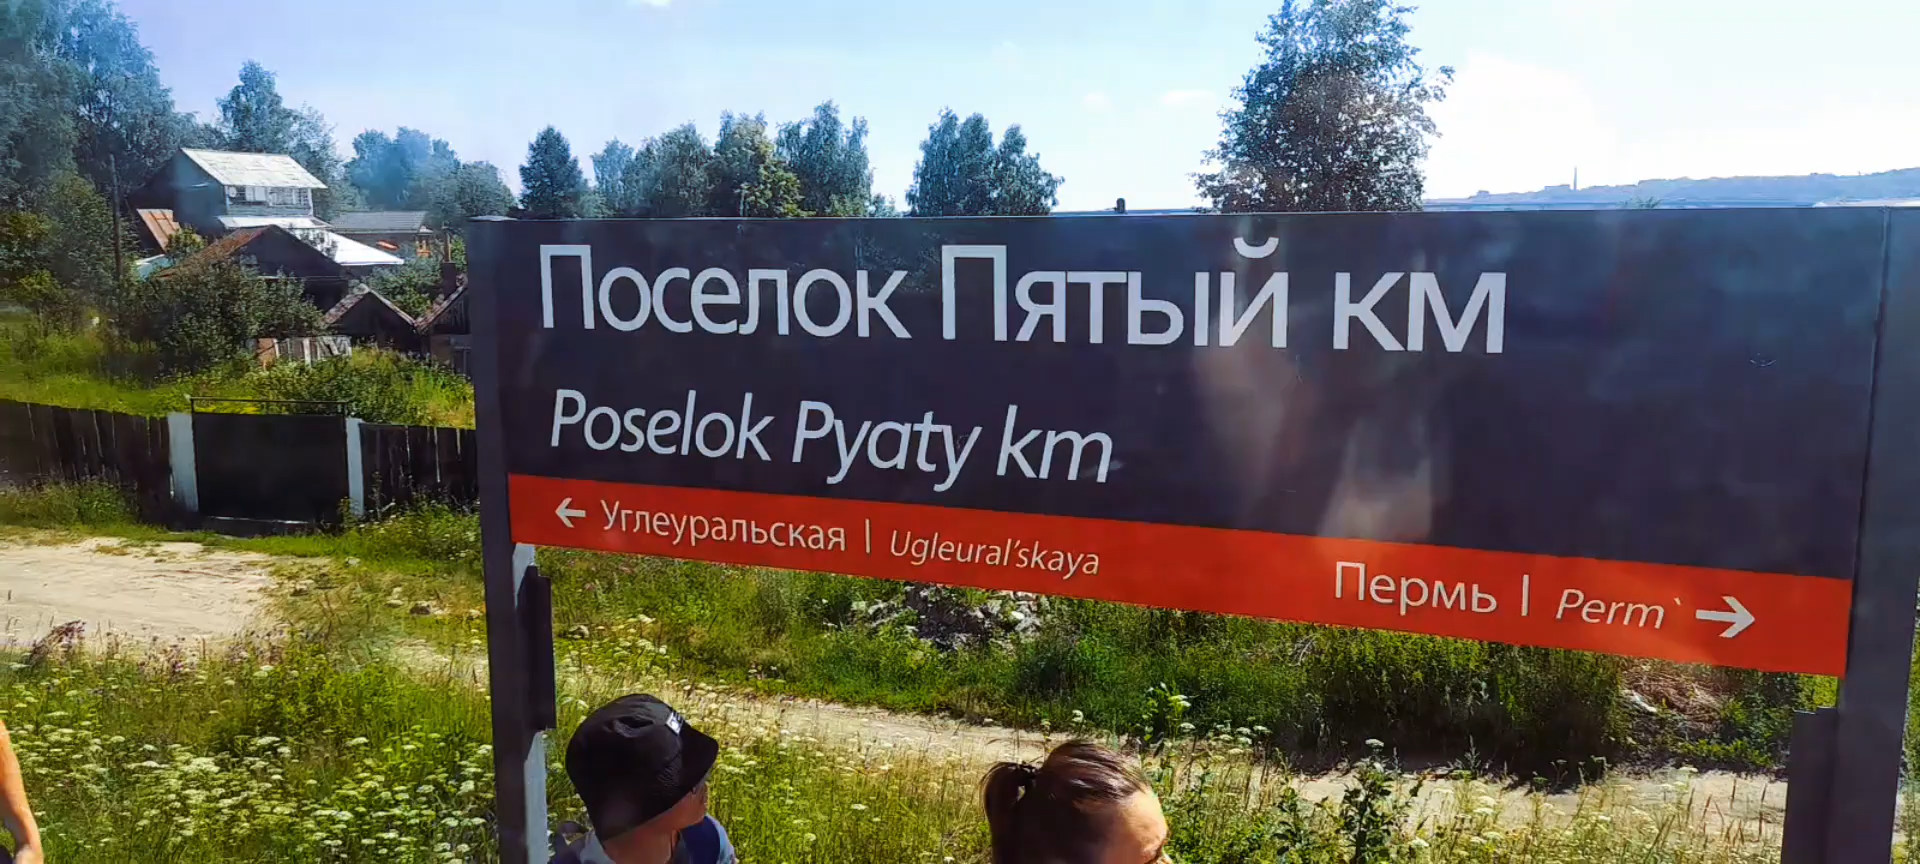 Поселок Пятый км
Poselok Pyaty km
← Углеуральская | Ugleural'skaya Пермь | Perm` →